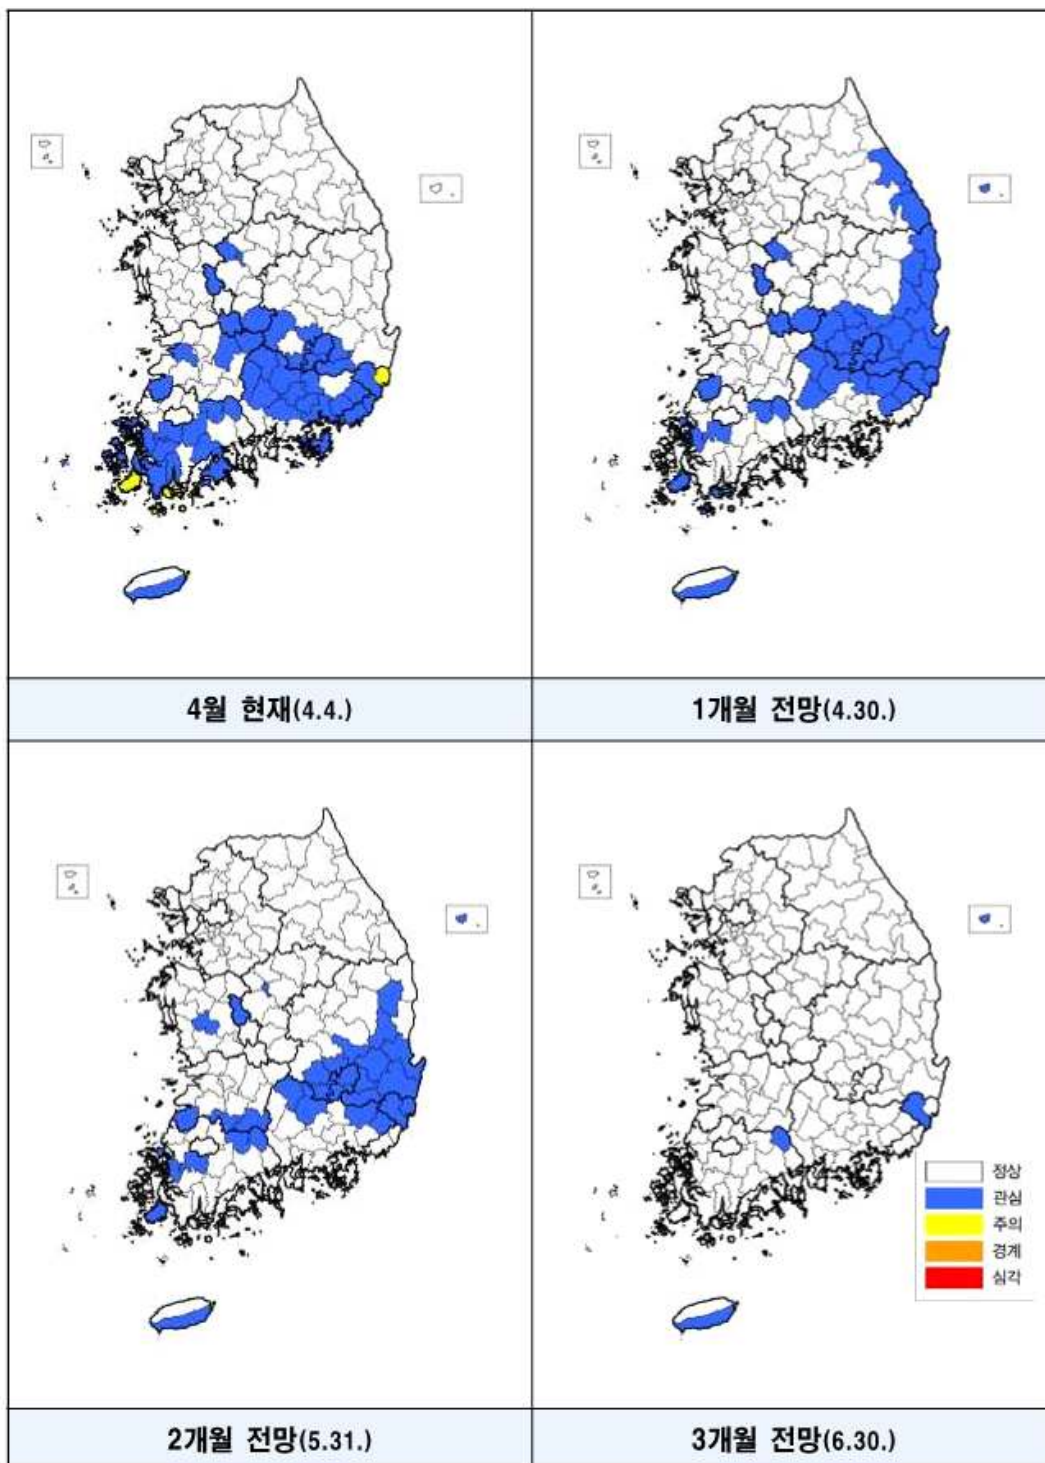 4월 현재(4.4.)
1개월 전망(4.30.)
정상
관심
주의
경계
심각
2개월 전망(5.31.)
3개월 전망(6.30.)